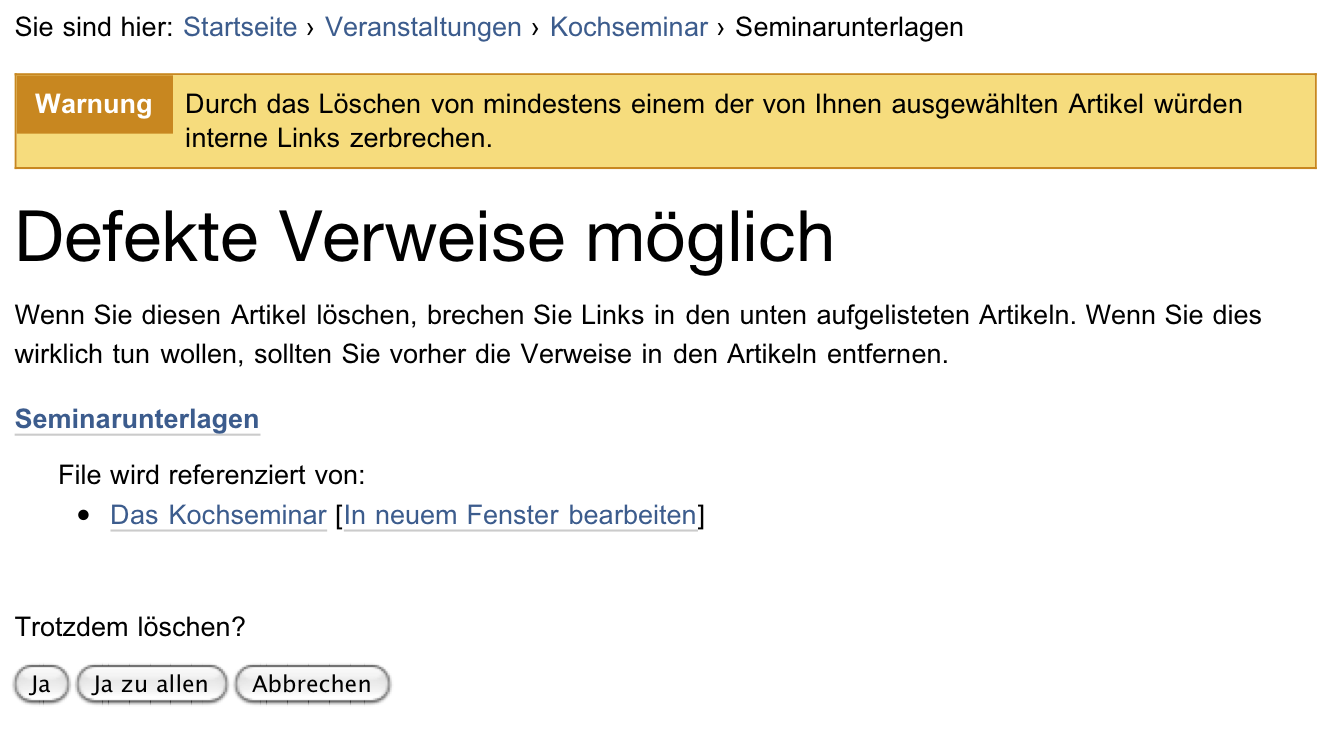 Sie sind hier: Startseite › Veranstaltungen › Kochseminar › Seminarunterlagen
Warnung Durch das Löschen von mindestens einem der von Ihnen ausgewählten Artikel würden
interne Links zerbrechen.
Defekte Verweise möglich
Wenn Sie diesen Artikel löschen, brechen Sie Links in den unten aufgelisteten Artikeln. Wenn Sie dies
wirklich tun wollen, sollten Sie vorher die Verweise in den Artikeln entfernen.
Seminarunterlagen
File wird referenziert von:
• Das Kochseminar [In neuem Fenster bearbeiten]
Trotzdem löschen?
Ja Ja zu allen Abbrechen